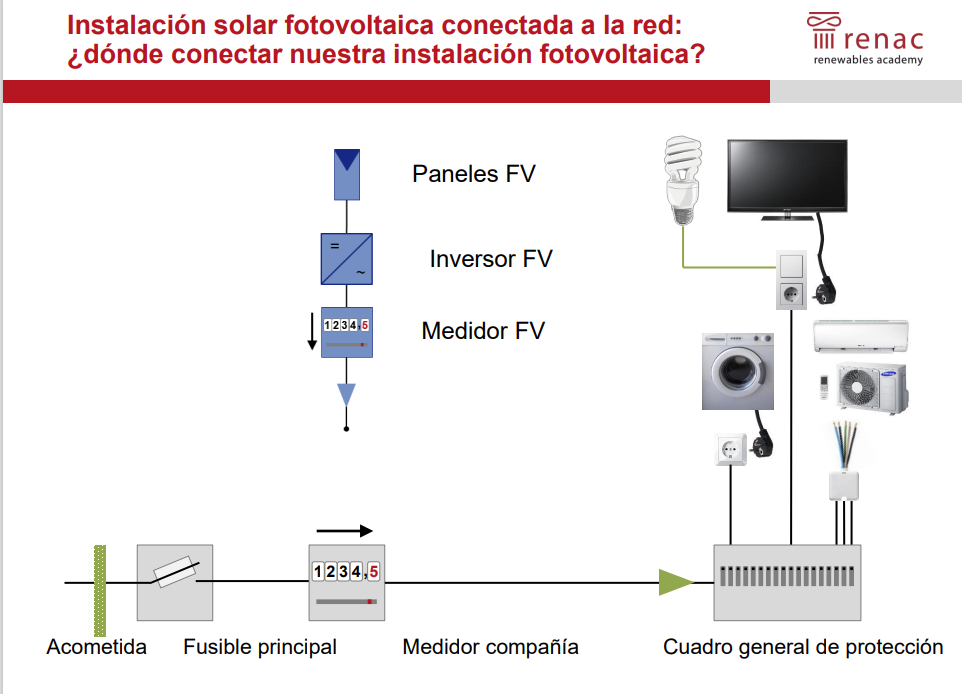 Instalación solar fotovoltaica conectada a la red:
¿dónde conectar nuestra instalación fotovoltaica?
renac
renewables academy
Paneles FV
=
~
Inversor FV
1234,5
Medidor FV
1234,5
Acometida
Fusible principal
Medidor compañía
Cuadro general de protección